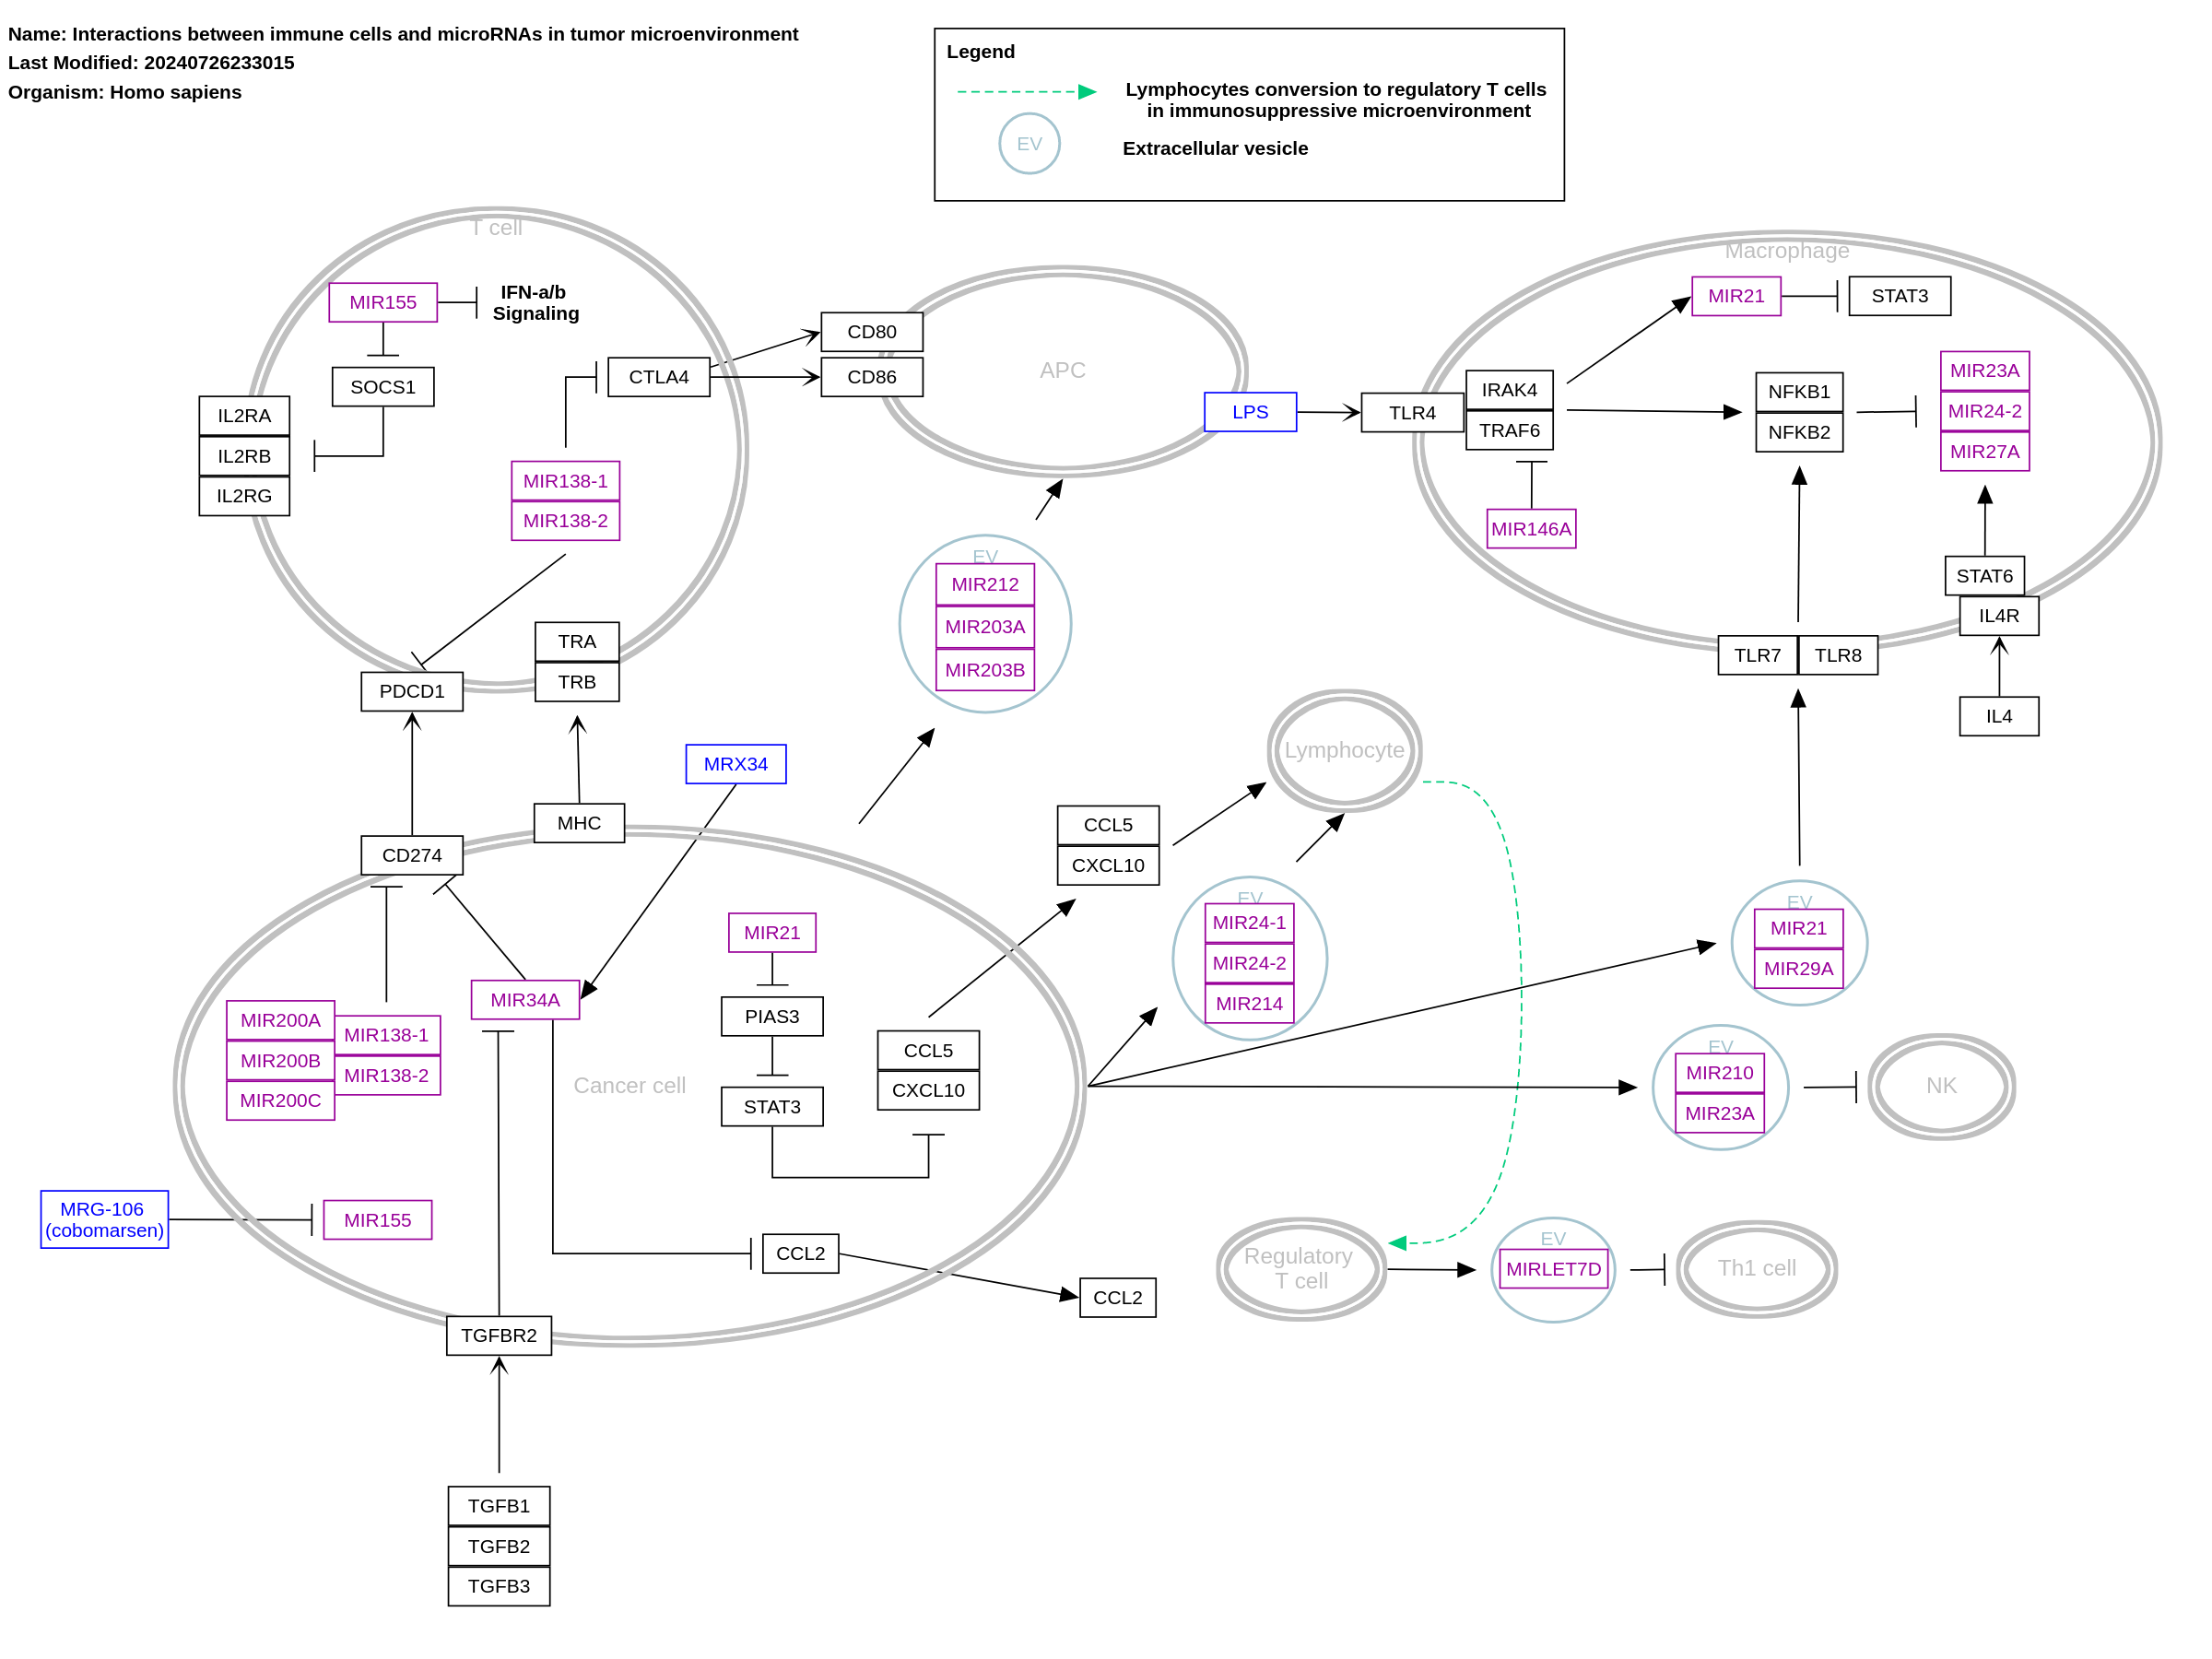 Name: Interactions between immune cells and microRNAs in tumor microenvironment
Last Modified: 20240726233015
Organism: Homo sapiens
Legend
Lymphocytes conversion to regulatory T cells
in immunosuppressive microenvironment
EV
Extracellular vesicle
T cell
MIR155
IFN-a/b
Signaling
SOCS1
IL2RA
IL2RB
IL2RG
CTLA4
MIR138-1
MIR138-2
TRA
TRB
PDCD1
CD80
CD86
APC
LPS
Macrophage
MIR21
STAT3
TLR4
IRAK4
TRAF6
MIR146A
NFKB1
NFKB2
MIR23A
MIR24-2
MIR27A
STAT6
IL4R
IL4
TLR7
TLR8
EV
MIR212
MIR203A
MIR203B
MRX34
MHC
CD274
Lymphocyte
CCL5
CXCL10
EV
MIR24-1
MIR24-2
MIR214
EV
MIR21
MIR29A
EV
MIR210
MIR23A
NK
MIR21
PIAS3
STAT3
CCL5
CXCL10
MIR34A
MIR200A
MIR200B
MIR200C
MIR138-1
MIR138-2
Cancer cell
MRG-106
(cobomarsen)
MIR155
CCL2
CCL2
Regulatory
T cell
EV
MIRLET7D
Th1 cell
TGFBR2
TGFB1
TGFB2
TGFB3